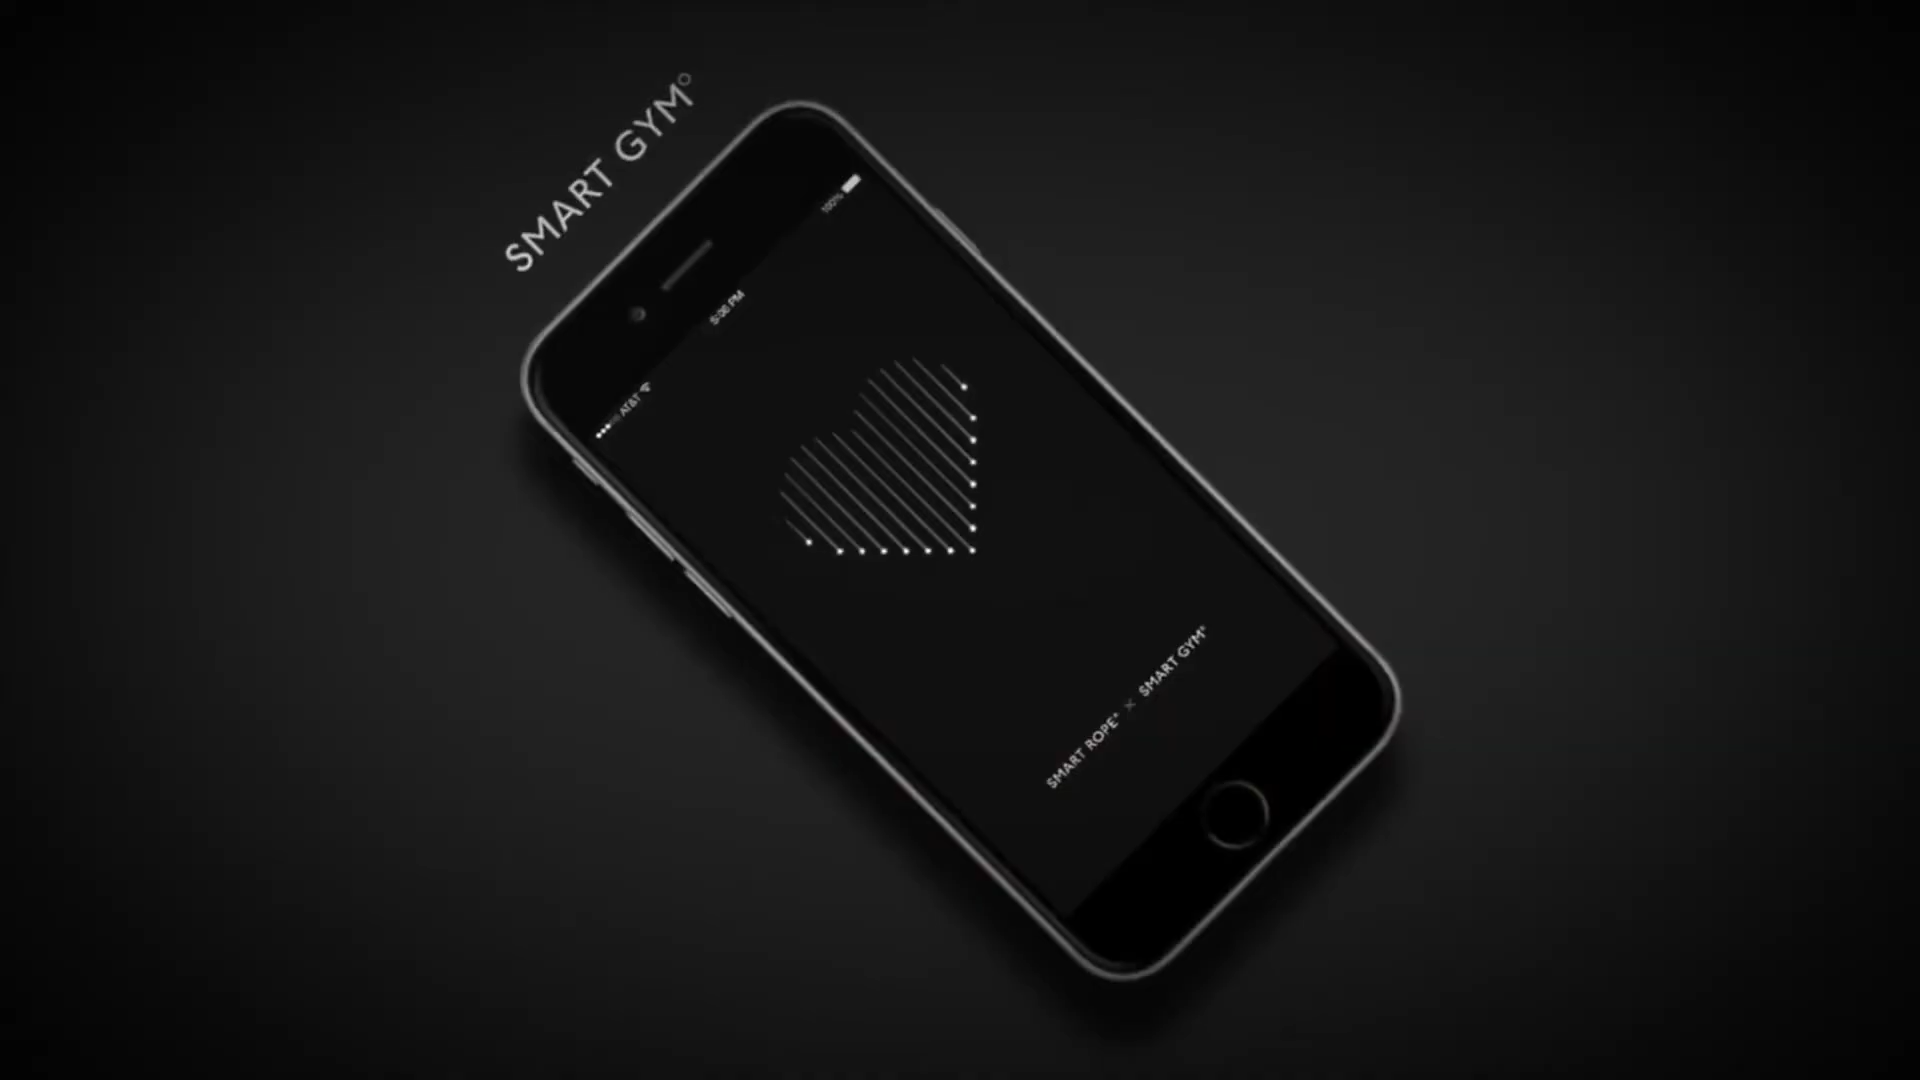 SMART GYM°
100%
5:06 PM
AT&T
SMART ROPE° × SMART GYM°